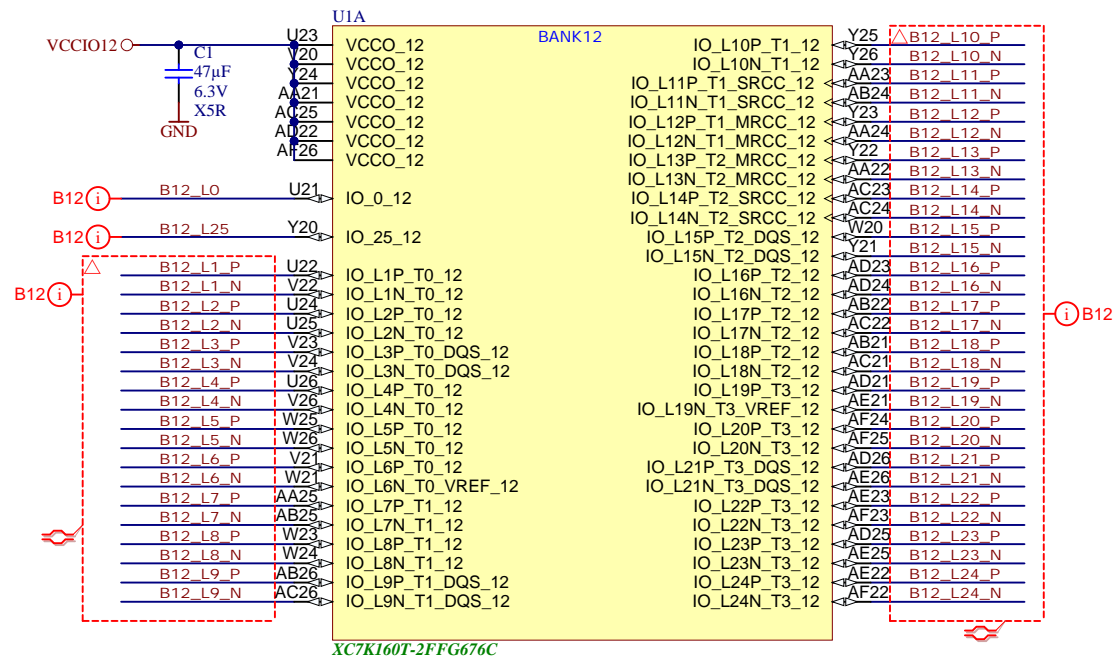 U1A
BANK12
VCCIO12
C1
47µF
6.3V
X5R
GND
U23 VCCO_12
V20 VCCO_12
Y24 VCCO_12
AA21 VCCO_12
AC25 VCCO_12
AD22 VCCO_12
AF26 VCCO_12
B12 i B12_L0 U21 IO_0_12
B12 i B12_L25 Y20 IO_25_12
B12 i
B12_L1_P U22 IO_L1P_T0_12
B12_L1_N V22 IO_L1N_T0_12
B12_L2_P U24 IO_L2P_T0_12
B12_L2_N U25 IO_L2N_T0_12
B12_L3_P V23 IO_L3P_T0_DQS_12
B12_L3_N V24 IO_L3N_T0_DQS_12
B12_L4_P U26 IO_L4P_T0_12
B12_L4_N V26 IO_L4N_T0_12
B12_L5_P W25 IO_L5P_T0_12
B12_L5_N W26 IO_L5N_T0_12
B12_L6_P V21 IO_L6P_T0_12
B12_L6_N W21 IO_L6N_T0_VREF_12
B12_L7_P AA25 IO_L7P_T1_12
B12_L7_N AB25 IO_L7N_T1_12
B12_L8_P W23 IO_L8P_T1_12
B12_L8_N W24 IO_L8N_T1_12
B12_L9_P AB26 IO_L9P_T1_DQS_12
B12_L9_N AC26 IO_L9N_T1_DQS_12
IO_L10P_T1_12 Y25 B12_L10_P
IO_L10N_T1_12 Y26 B12_L10_N
IO_L11P_T1_SRCC_12 AA23 B12_L11_P
IO_L11N_T1_SRCC_12 AB24 B12_L11_N
IO_L12P_T1_MRCC_12 Y23 B12_L12_P
IO_L12N_T1_MRCC_12 AA24 B12_L12_N
IO_L13P_T2_MRCC_12 Y22 B12_L13_P
IO_L13N_T2_MRCC_12 AA22 B12_L13_N
IO_L14P_T2_SRCC_12 AC23 B12_L14_P
IO_L14N_T2_SRCC_12 AC24 B12_L14_N
IO_L15P_T2_DQS_12 W20 B12_L15_P
IO_L15N_T2_DQS_12 Y21 B12_L15_N
IO_L16P_T2_12 AD23 B12_L16_P
IO_L16N_T2_12 AD24 B12_L16_N
IO_L17P_T2_12 AB22 B12_L17_P
IO_L17N_T2_12 AC22 B12_L17_N
IO_L18P_T2_12 AB21 B12_L18_P
IO_L18N_T2_12 AC21 B12_L18_N
IO_L19P_T3_12 AD21 B12_L19_P
IO_L19N_T3_VREF_12 AE21 B12_L19_N
IO_L20P_T3_12 AF24 B12_L20_P
IO_L20N_T3_12 AF25 B12_L20_N
IO_L21P_T3_DQS_12 AD26 B12_L21_P
IO_L21N_T3_DQS_12 AE26 B12_L21_N
IO_L22P_T3_12 AE23 B12_L22_P
IO_L22N_T3_12 AF23 B12_L22_N
IO_L23P_T3_12 AD25 B12_L23_P
IO_L23N_T3_12 AE25 B12_L23_N
IO_L24P_T3_12 AE22 B12_L24_P
IO_L24N_T3_12 AF22 B12_L24_N
i B12
XC7K160T-2FFG676C